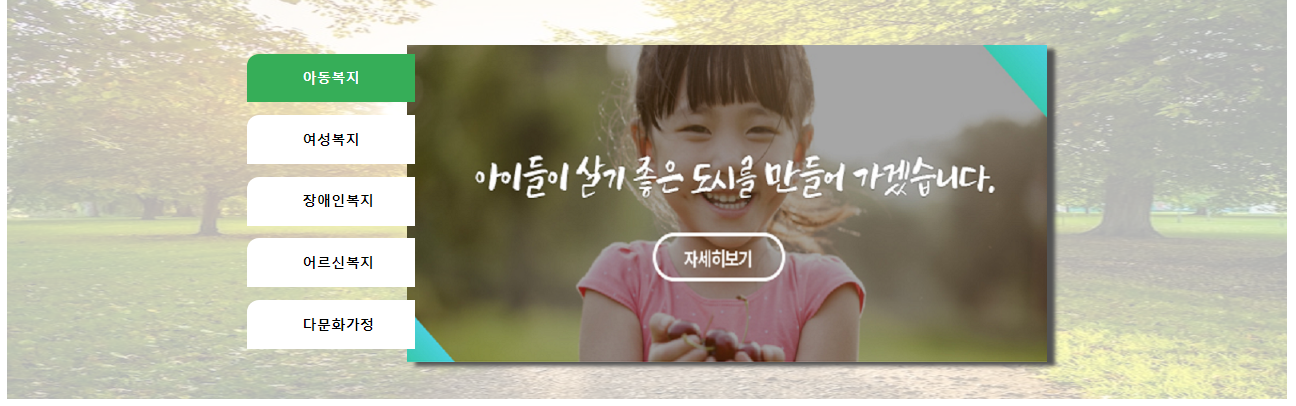 아동복지
여성복지
장애인복지
어르신복지
다문화가정
아이들이 살기 좋은 도시를 만들어 가겠습니다.
자세히보기